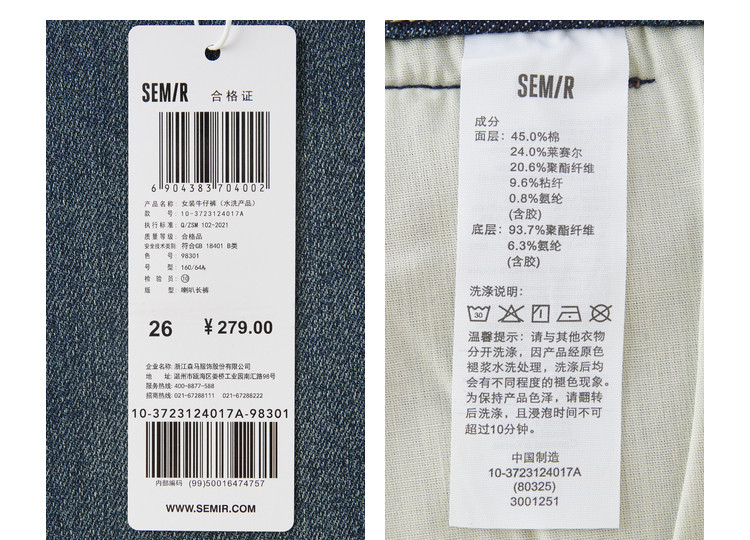 SEM/R 合格证
6 904383 704002
产品名称: 女装牛仔裤（水洗产品）
款 号: 10-3723124017A
执行标准: Q/ZSM 102-2021
质量等级: 合格品
安全技术类别: 符合GB 18401 B类
色 号: 98301
号 型: 160/64A
检 验 员: ⑩
版 型: 喇叭长裤
26 ￥279.00
企业名称: 浙江森马服饰股份有限公司
地 址: 温州市瓯海区娄桥工业园南汇路98号
服务热线: 400-8877-588
招商热线: 021-67288111 021-67288222
10-3723124017A-98301
内部编码 (99)50016474757
WWW.SEMIR.COM
SEM/R
成分
面层: 45.0%棉
24.0%莱赛尔
20.6%聚酯纤维
9.6%粘纤
0.8%氨纶
(含胶)
底层: 93.7%聚酯纤维
6.3%氨纶
(含胶)
洗涤说明:
30
温馨提示: 请与其他衣物
分开洗涤, 因产品经原色
褪浆水洗处理, 洗涤后均
会有不同程度的褪色现象。
为保持产品色泽, 请翻转
后洗涤, 且浸泡时间不可
超过10分钟。
中国制造
10-3723124017A
(80325)
3001251